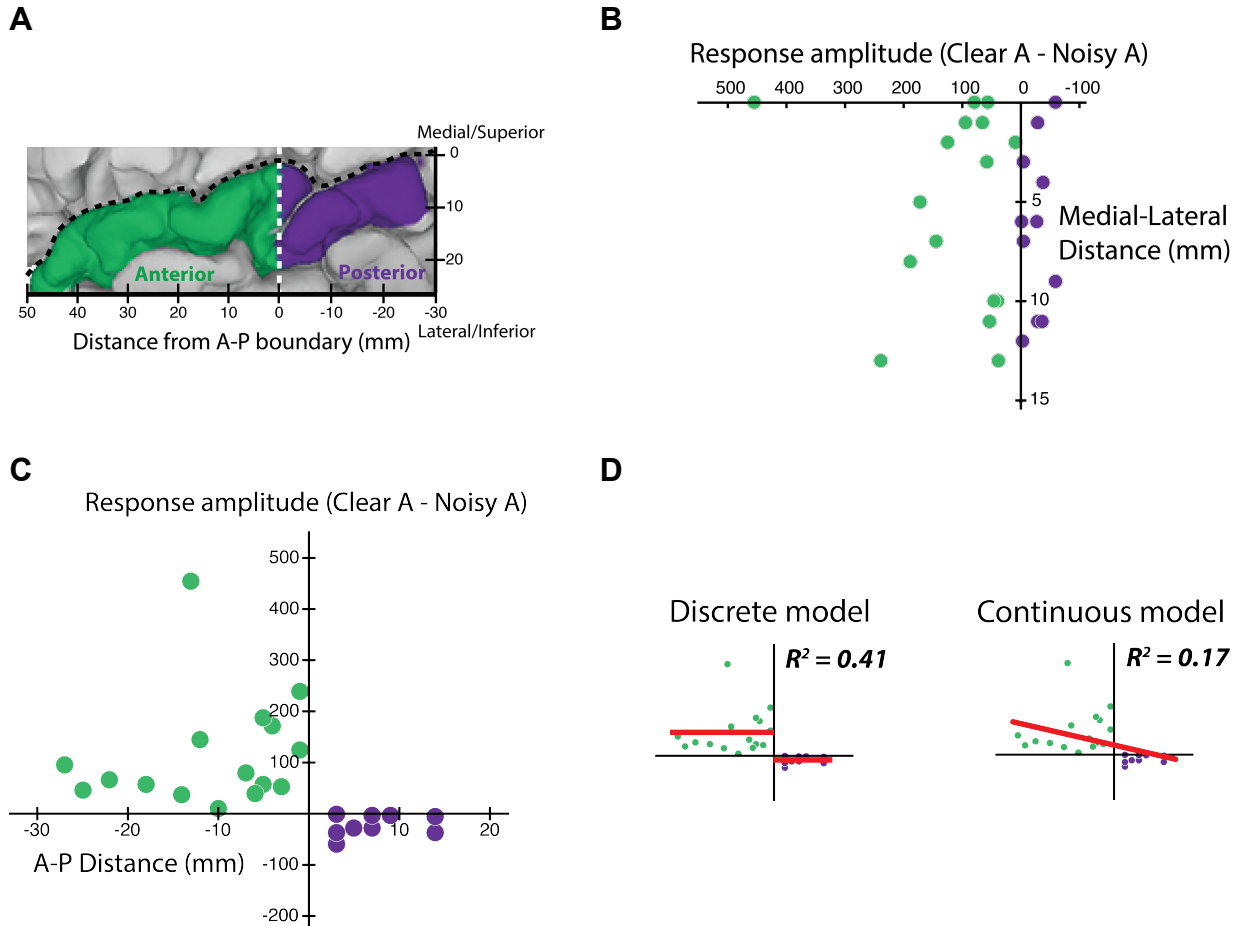 A
Medial/Superior
0
10
20
Anterior
Posterior
50 40 30 20 10 0 -10 -20 -30
Distance from A-P boundary (mm)
Lateral/Inferior
B
Response amplitude (Clear A - Noisy A)
500 400 300 200 100 0 -100
5
Medial-Lateral
Distance (mm)
10
15
C
Response amplitude (Clear A - Noisy A)
500
400
300
200
100
-30 -20 -10 10 20
A-P Distance (mm)
-100
-200
D
Discrete model
R² = 0.41
Continuous model
R² = 0.17